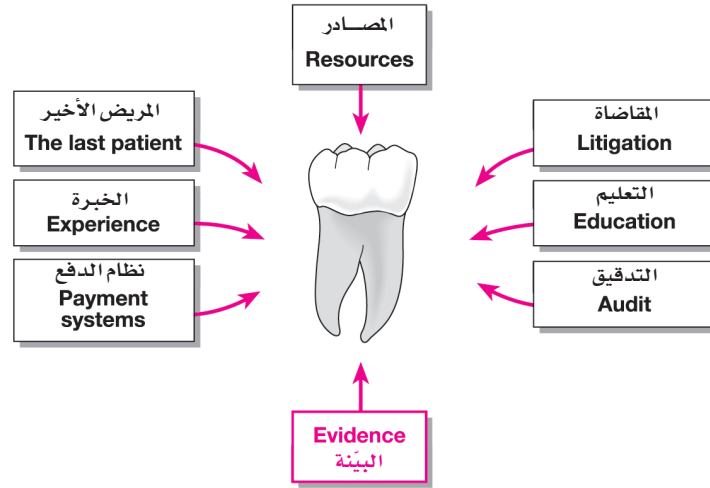 المصادر
Resources
المريض الأخير
The last patient
الخبرة
Experience
نظام الدفع
Payment
systems
المقاضاة
Litigation
التعليم
Education
التدقيق
Audit
Evidence
البيّنة